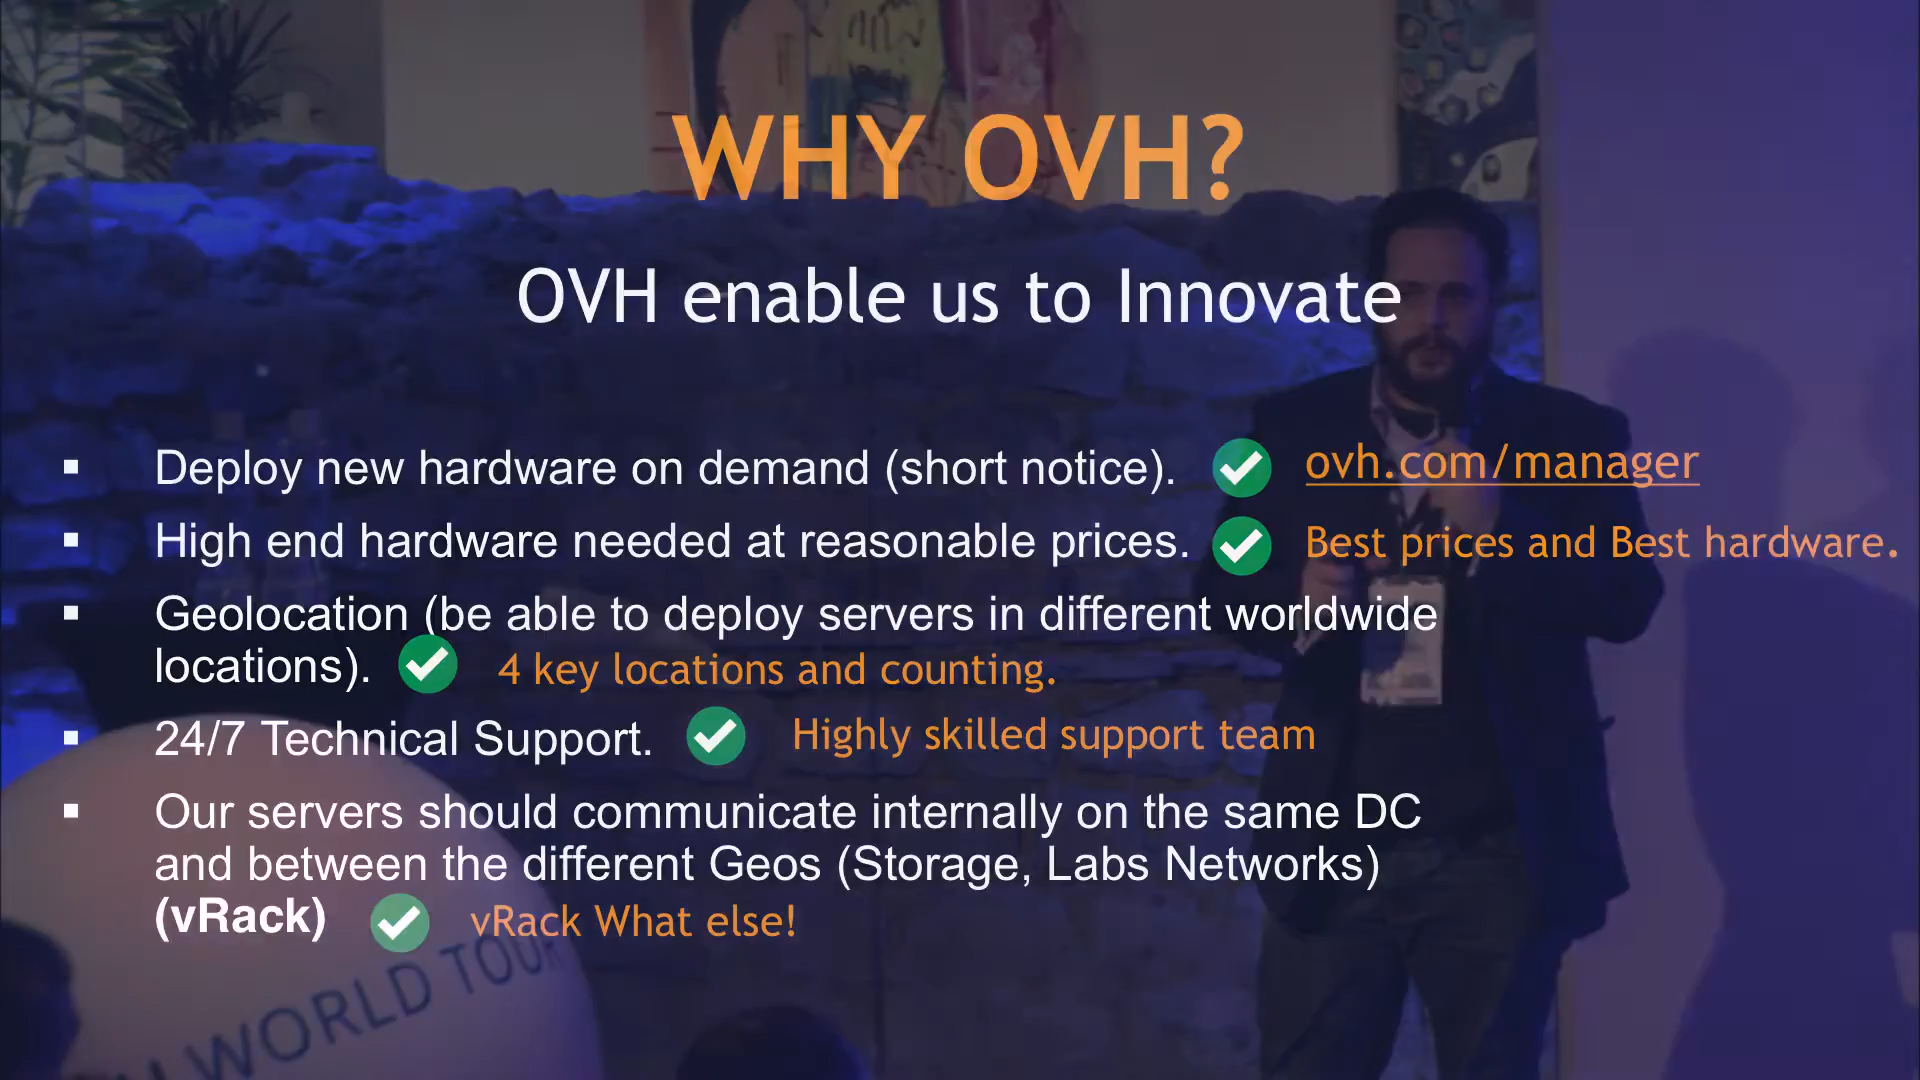 WHY OVH?
OVH enable us to Innovate
▪ Deploy new hardware on demand (short notice). ovh.com/manager
▪ High end hardware needed at reasonable prices. Best prices and Best hardware.
▪ Geolocation (be able to deploy servers in different worldwide
locations). 4 key locations and counting.
▪ 24/7 Technical Support. Highly skilled support team
▪ Our servers should communicate internally on the same DC
and between the different Geos (Storage, Labs Networks)
(vRack) vRack What else!
WORLD TOUR